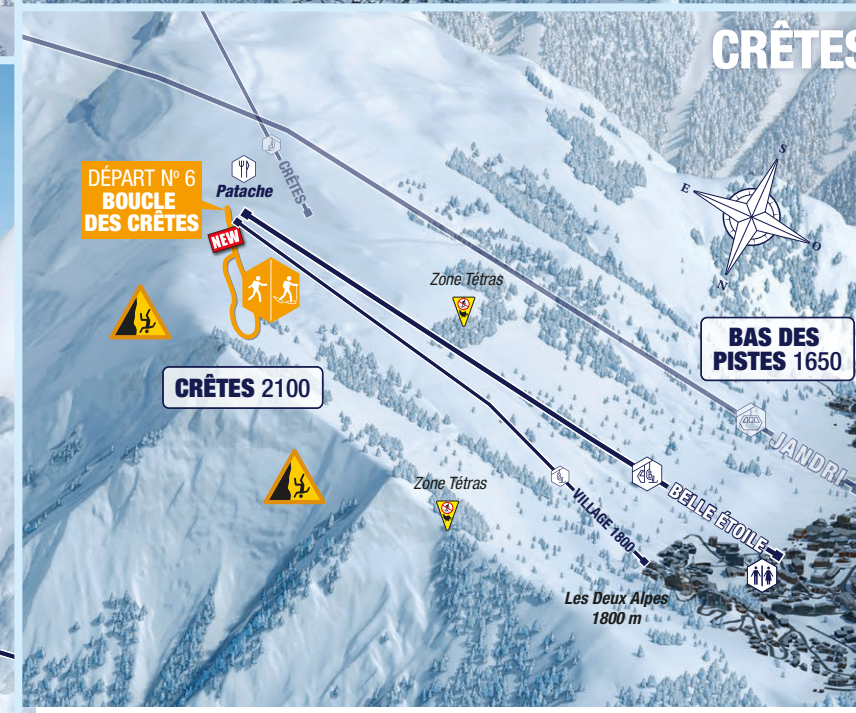 CRÊTES
DÉPART Nº 6
BOUCLE
DES CRÊTES
NEW
Patache
CRÊTES
S
E
O
N
Zone Tétras
BAS DES
PISTES 1650
CRÊTES 2100
JANDRI
Zone Tétras
BELLE ÉTOILE
VILLAGE 1800
Les Deux Alpes
1800 m